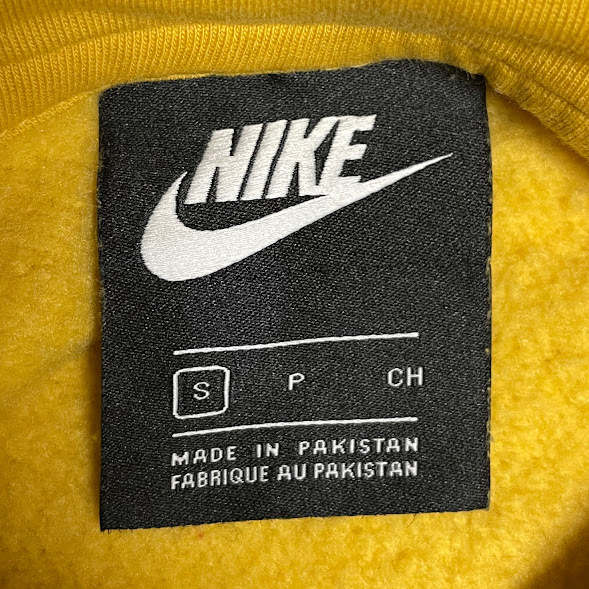 NIKE
S P CH
MADE IN PAKISTAN
FABRIQUE AU PAKISTAN